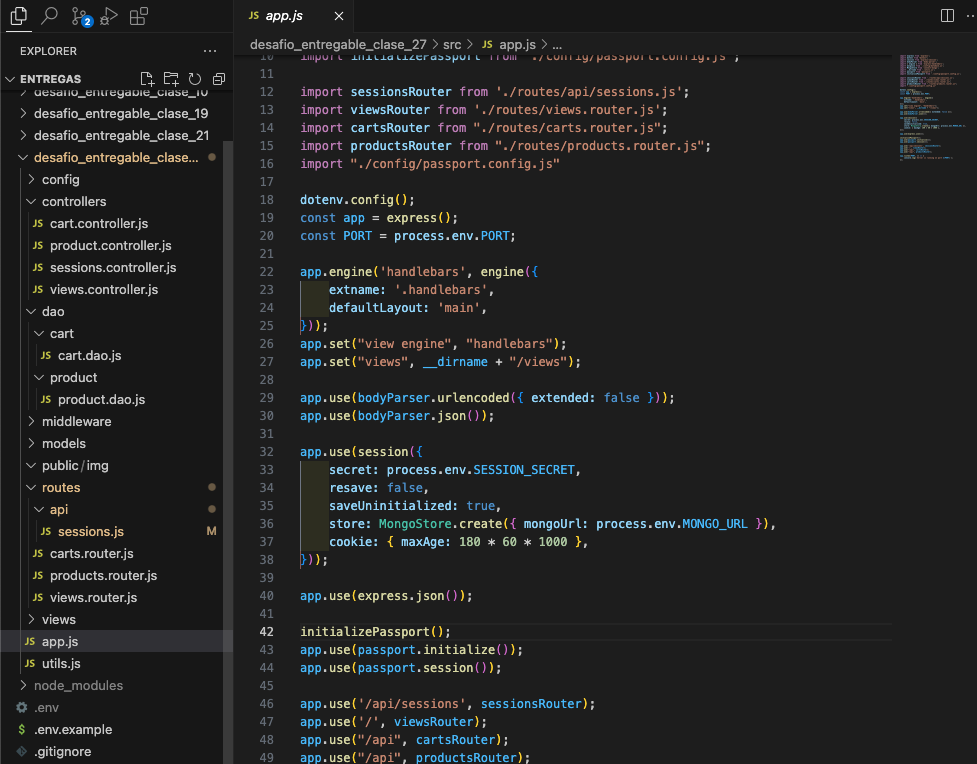 2
EXPLORER
ENTREGAS
desafio_entregable_clase_10
desafio_entregable_clase_19
desafio_entregable_clase_21
desafio_entregable_clase...
config
controllers
JS cart.controller.js
JS product.controller.js
JS sessions.controller.js
JS views.controller.js
dao
cart
JS cart.dao.js
product
JS product.dao.js
middleware
models
public/img
routes
api
JS sessions.js M
JS carts.router.js
JS products.router.js
JS views.router.js
views
JS app.js
JS utils.js
node_modules
.env
$ .env.example
.gitignore
JS app.js
desafio_entregable_clase_27 > src > JS app.js > ...
10 import initializePassport from './config/passport.config.js';
11
12 import sessionsRouter from './routes/api/sessions.js';
13 import viewsRouter from './routes/views.router.js';
14 import cartsRouter from "./routes/carts.router.js";
15 import productsRouter from "./routes/products.router.js";
16 import "./config/passport.config.js"
17
18 dotenv.config();
19 const app = express();
20 const PORT = process.env.PORT;
21
22 app.engine('handlebars', engine({
23 extname: '.handlebars',
24 defaultLayout: 'main',
25 }));
26 app.set("view engine", "handlebars");
27 app.set("views", __dirname + "/views");
28
29 app.use(bodyParser.urlencoded({ extended: false }));
30 app.use(bodyParser.json());
31
32 app.use(session({
33 secret: process.env.SESSION_SECRET,
34 resave: false,
35 saveUninitialized: true,
36 store: MongoStore.create({ mongoUrl: process.env.MONGO_URL }),
37 cookie: { maxAge: 180 * 60 * 1000 },
38 }));
39
40 app.use(express.json());
41
42 initializePassport();
43 app.use(passport.initialize());
44 app.use(passport.session());
45
46 app.use('/api/sessions', sessionsRouter);
47 app.use('/', viewsRouter);
48 app.use("/api", cartsRouter);
49 app.use("/api", productsRouter);